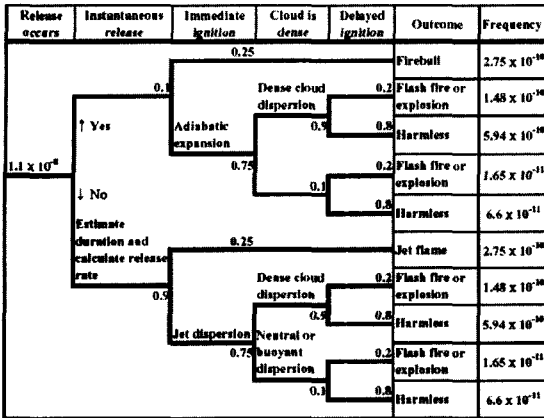 Release Instantaneous Immediate Cloud is Delayed Outcome Frequency
occurs release ignition dense ignition
0.25 Fireball 2.75 x 10⁻¹⁰
0.1 Dense cloud 0.2 Flash fire or 1.48 x 10⁻¹⁰
dispersion explosion
↑ Yes Adiabatic 0.9 0.8 Harmless 5.94 x 10⁻¹⁰
expansion
1.1 x 10⁻⁸ 0.75 0.2 Flash fire or 1.65 x 10⁻¹¹
0.1 explosion
↓ No 0.8 Harmless 6.6 x 10⁻¹¹
Estimate
duration and 0.25 Jet flame 2.75 x 10⁻¹⁰
calculate release
rate Dense cloud 0.2 Flash fire or 1.48 x 10⁻¹⁰
0.9 dispersion explosion
0.9 0.8 Harmless 5.94 x 10⁻¹⁰
Jet dispersion Neutral or
0.75 buoyant 0.2 Flash fire or 1.65 x 10⁻¹¹
dispersion explosion
0.1 0.8 Harmless 6.6 x 10⁻¹¹